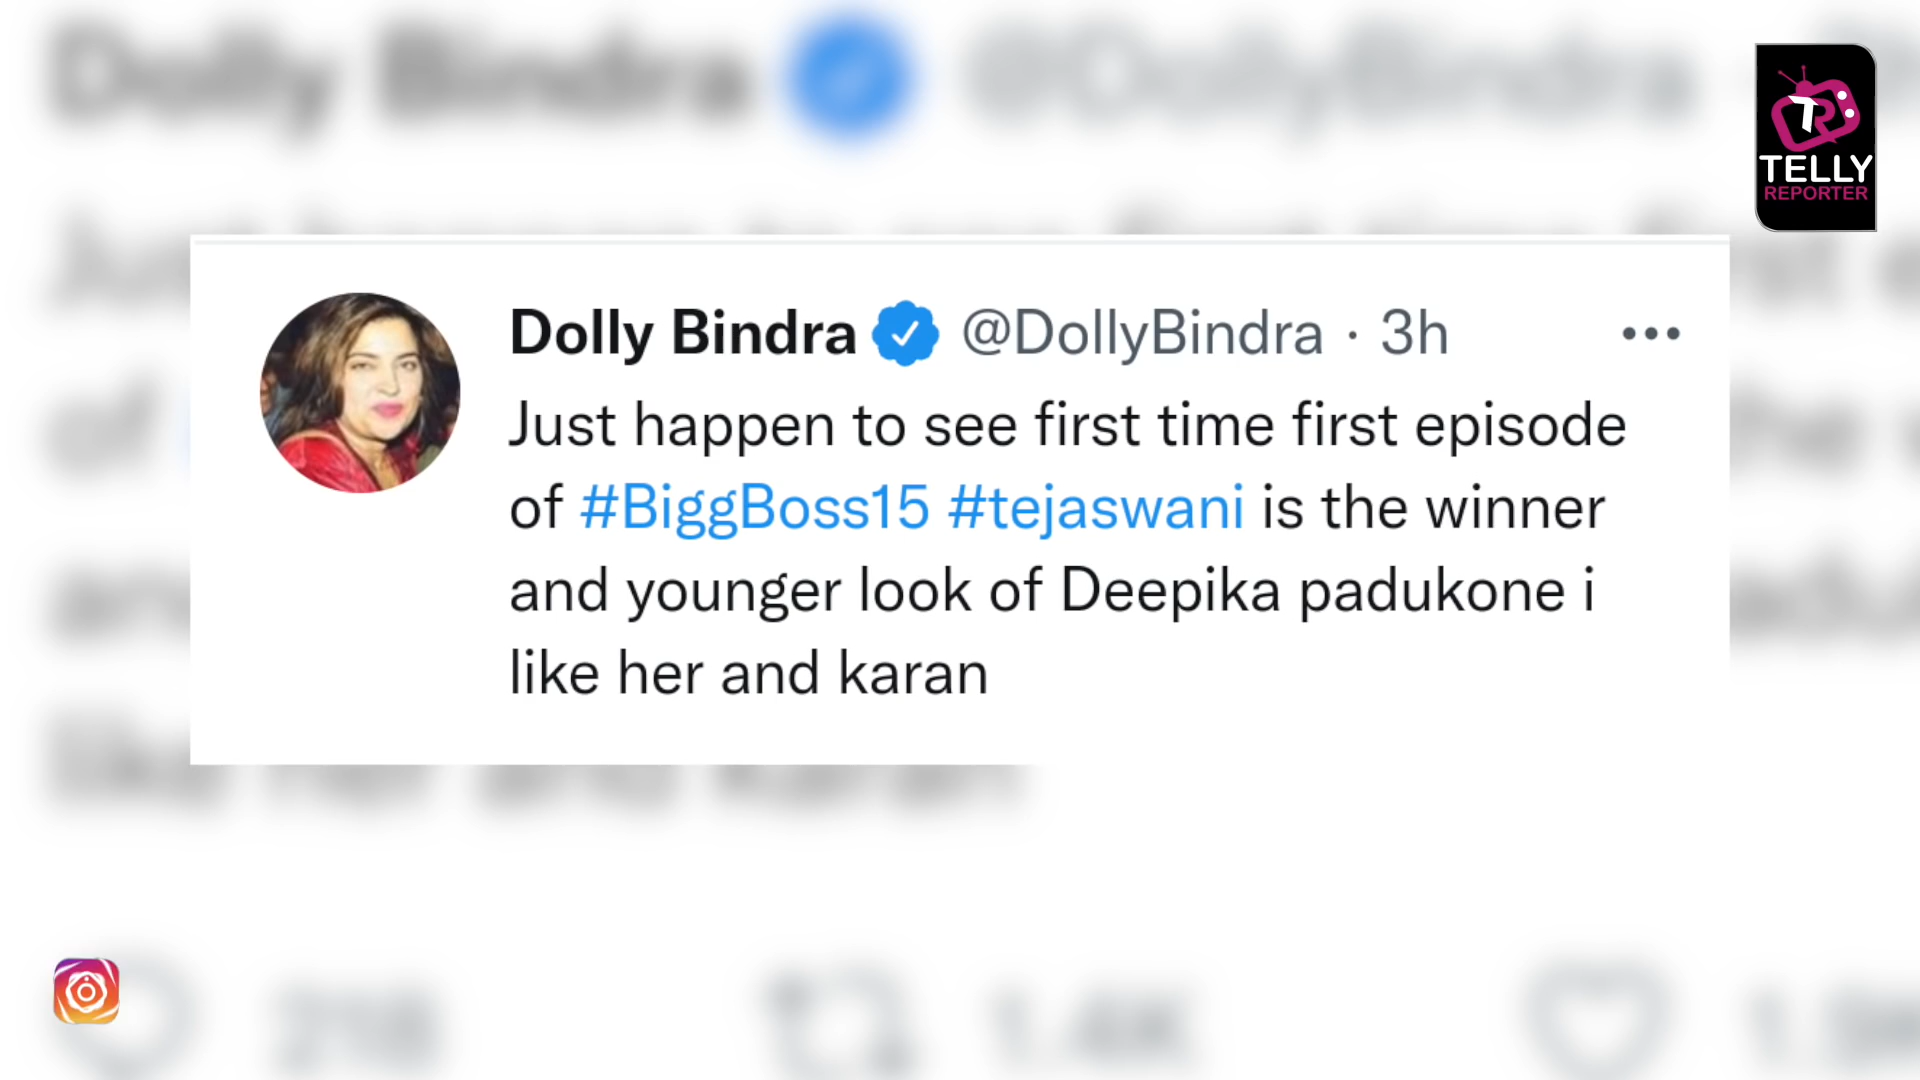 Dolly Bindra @DollyBindra · 3h
Just happen to see first time first episode
of #BiggBoss15 #tejaswani is the winner
and younger look of Deepika padukone i
like her and karan
TR
TELLY
REPORTER